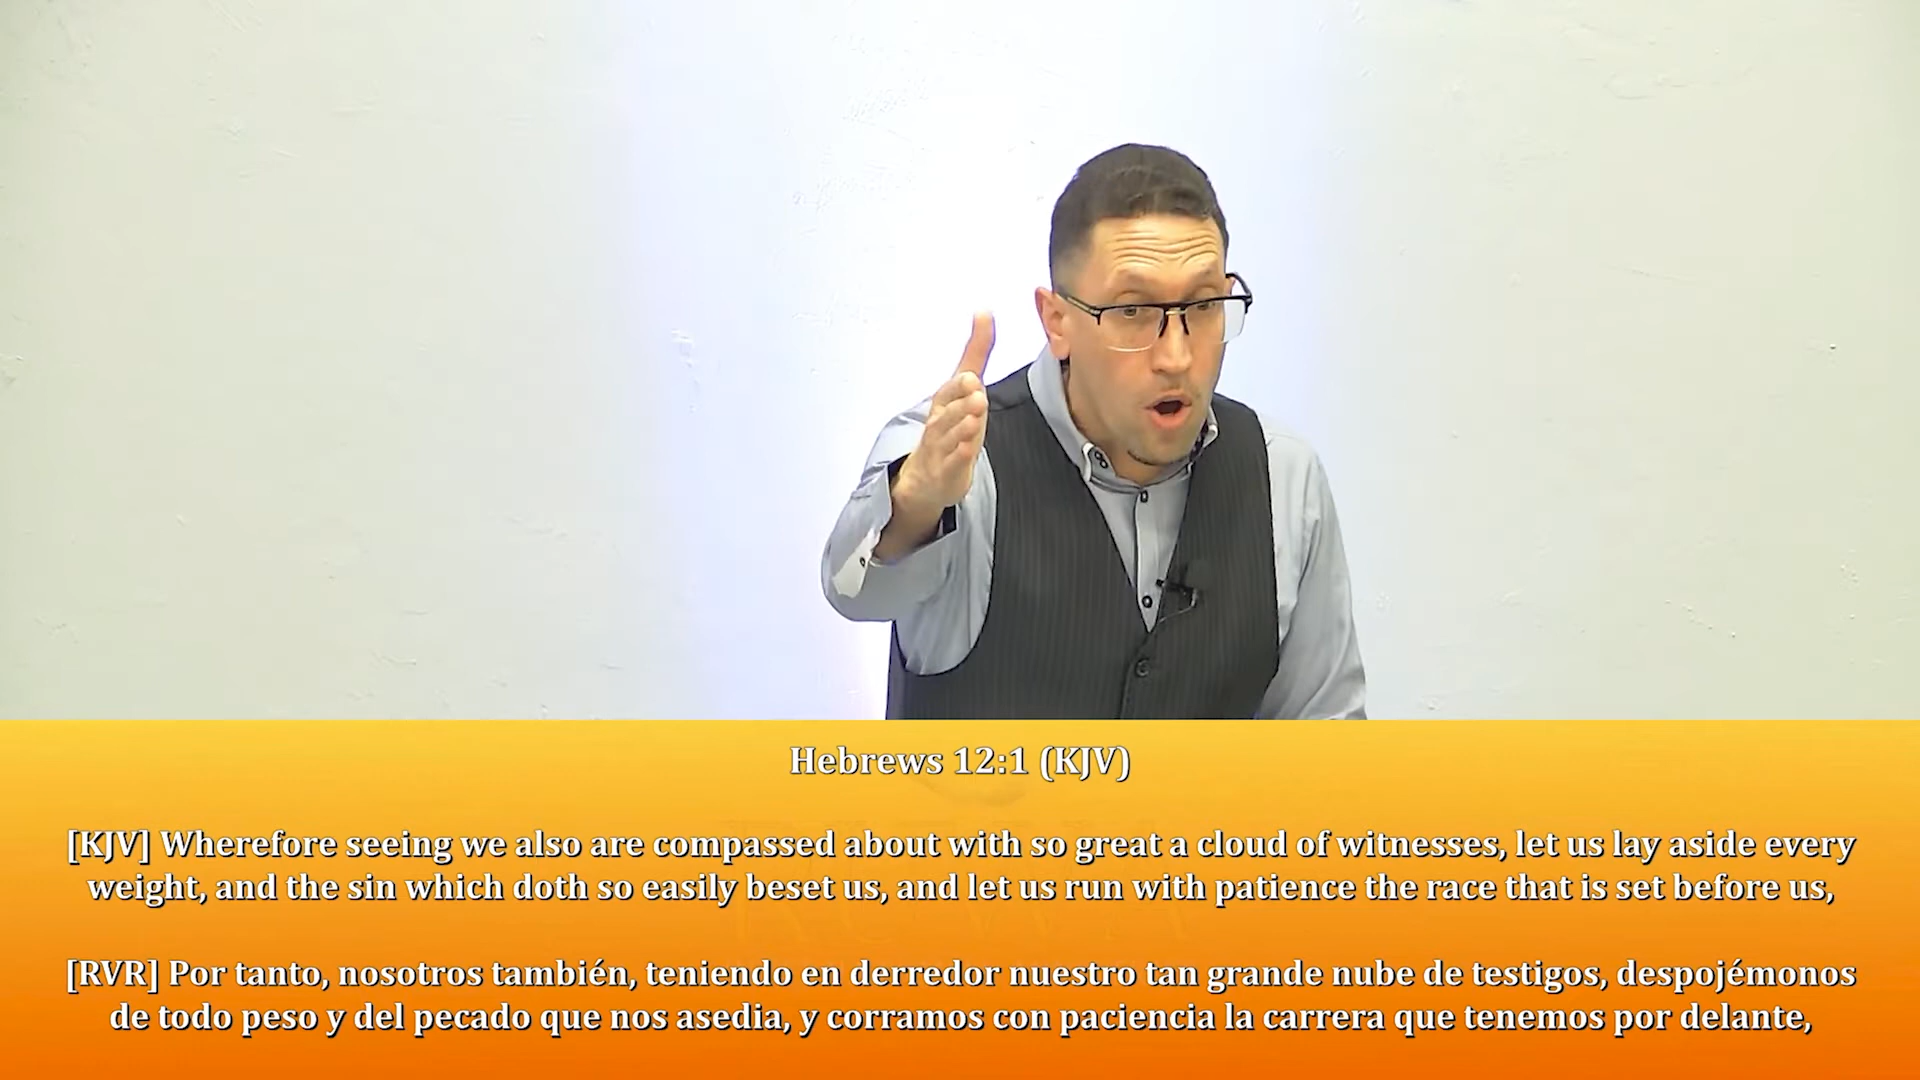 Hebrews 12:1 (KJV)
[KJV] Wherefore seeing we also are compassed about with so great a cloud of witnesses, let us lay aside every
weight, and the sin which doth so easily beset us, and let us run with patience the race that is set before us,
[RVR] Por tanto, nosotros también, teniendo en derredor nuestro tan grande nube de testigos, despojémonos
de todo peso y del pecado que nos asedia, y corramos con paciencia la carrera que tenemos por delante,